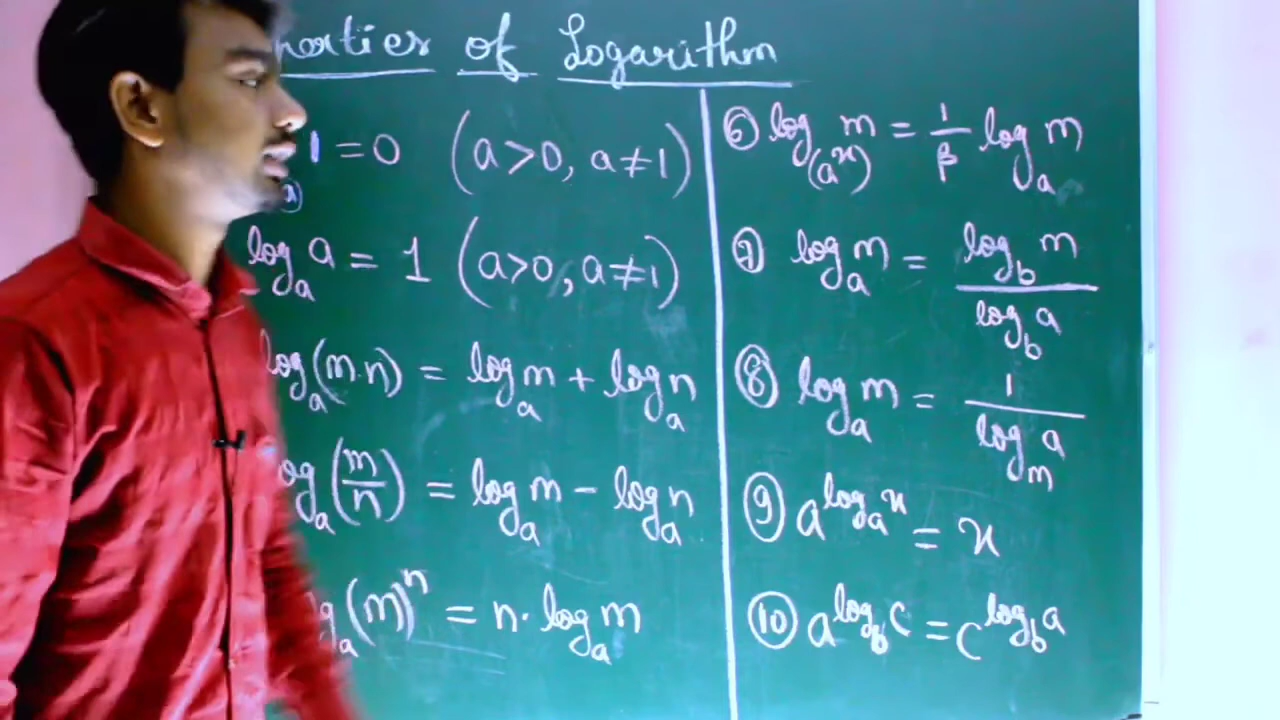 of Logarithm
1 = 0 (a>0, a≠1)
log_a a = 1 (a>0, a≠1)
log_a (m·n) = log_a m + log_a n
log_a (m/n) = log_a m − log_a n
(m)^n = n· log_a m
⑥ log_(a^x) m = 1/β log_a m
⑦ log_a m = log_b m / log_b a
⑧ log_a m = 1 / log_m a
⑨ a^(log_a x) = x
⑩ a^(log_b c) = c^(log_b a)